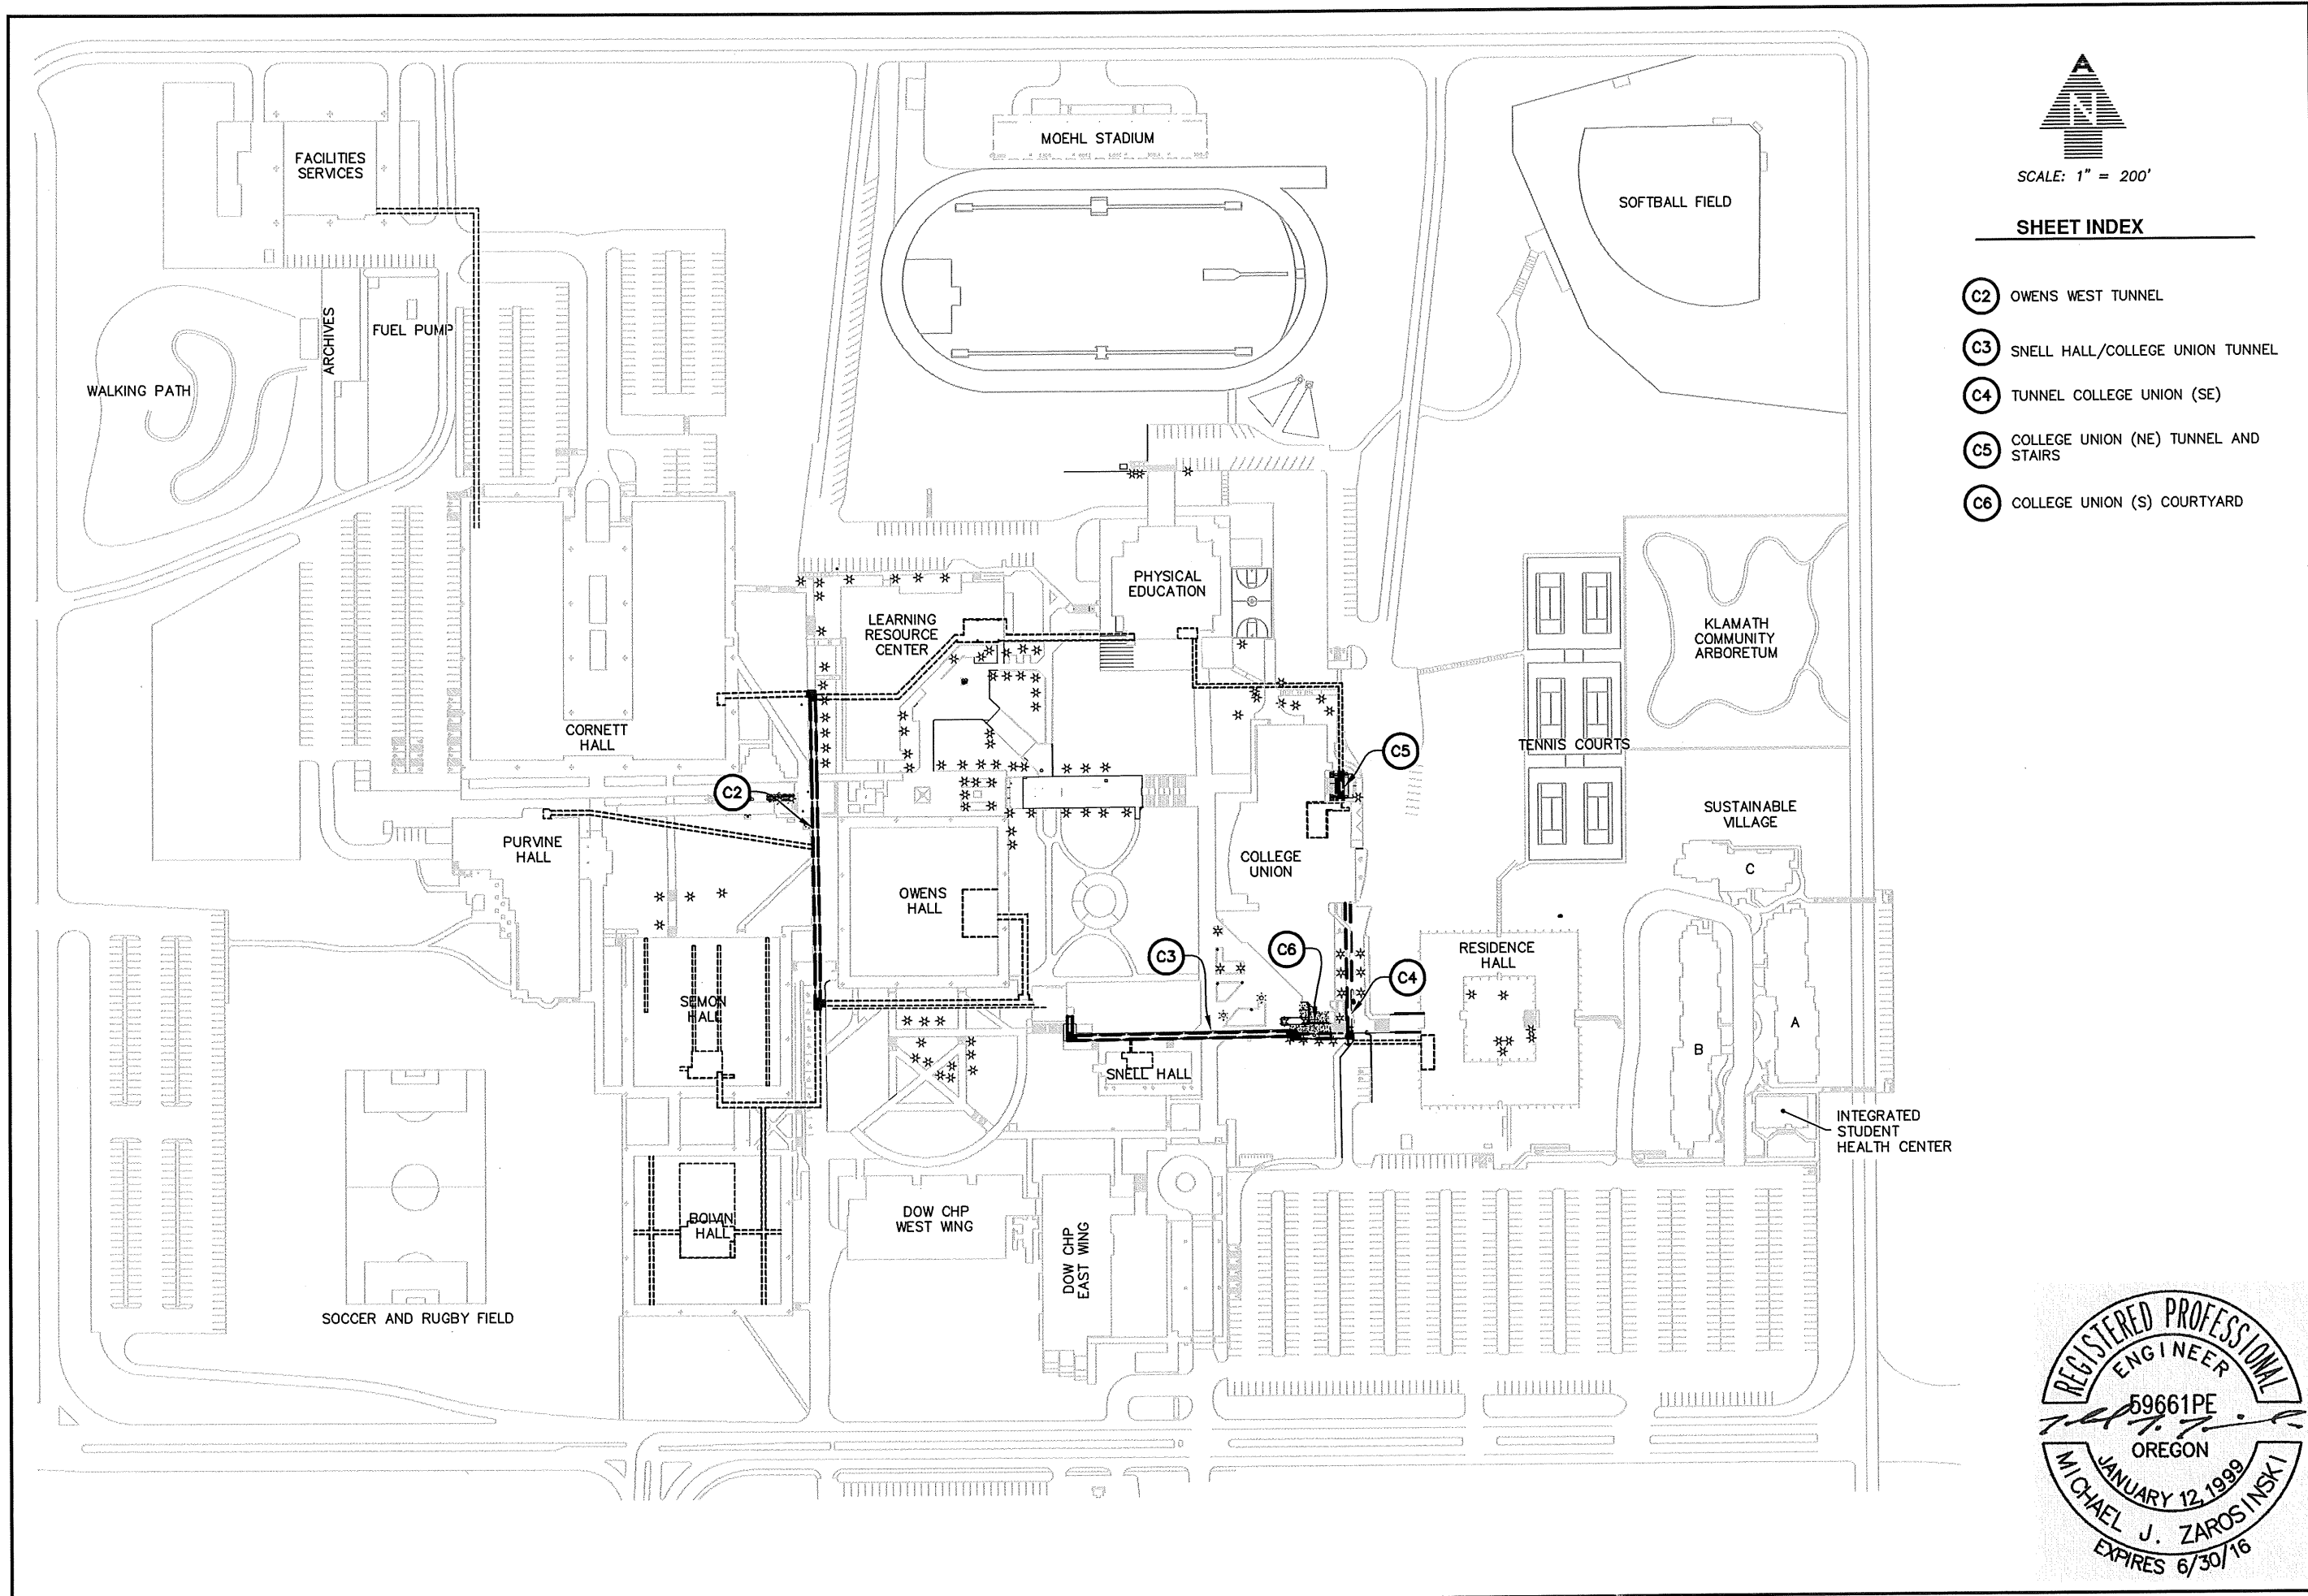 MOEHL STADIUM
FACILITIES
SERVICES
SOFTBALL FIELD
ARCHIVES
FUEL PUMP
WALKING PATH
PHYSICAL
EDUCATION
LEARNING
RESOURCE
CENTER
KLAMATH
COMMUNITY
ARBORETUM
CORNETT
HALL
TENNIS COURTS
C5
C2
SUSTAINABLE
VILLAGE
PURVINE
HALL
COLLEGE
UNION
C
OWENS
HALL
C3
C6
C4
RESIDENCE
HALL
SEMON
HALL
A
B
SNELL HALL
INTEGRATED
STUDENT
HEALTH CENTER
BOIVIN
HALL
DOW CHP
WEST WING
DOW CHP
EAST WING
SOCCER AND RUGBY FIELD
A
N
SCALE: 1" = 200'
SHEET INDEX
C2 OWENS WEST TUNNEL
C3 SNELL HALL/COLLEGE UNION TUNNEL
C4 TUNNEL COLLEGE UNION (SE)
C5 COLLEGE UNION (NE) TUNNEL AND
STAIRS
C6 COLLEGE UNION (S) COURTYARD
REGISTERED PROFESSIONAL
ENGINEER
59661PE
OREGON
JANUARY 12, 1999
MICHAEL J. ZAROSINSKI
EXPIRES 6/30/16